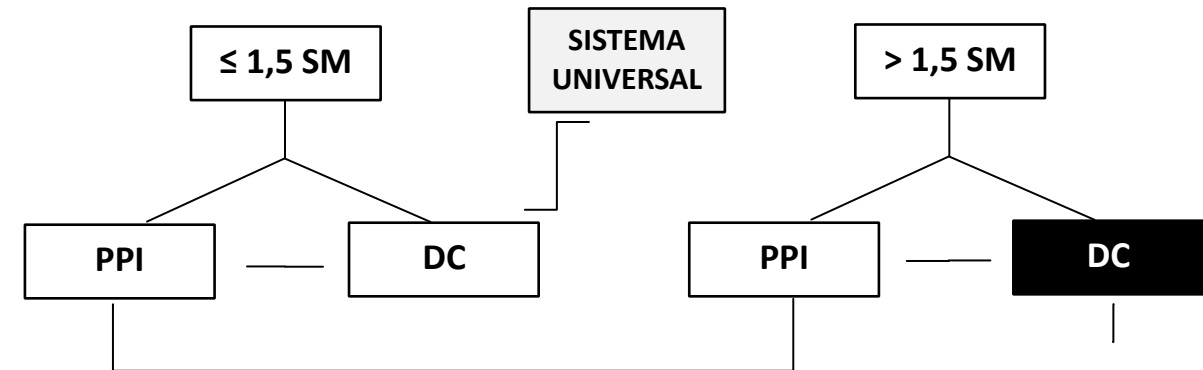 ≤ 1,5 SM
SISTEMA
UNIVERSAL
> 1,5 SM
PPI
DC
PPI
DC